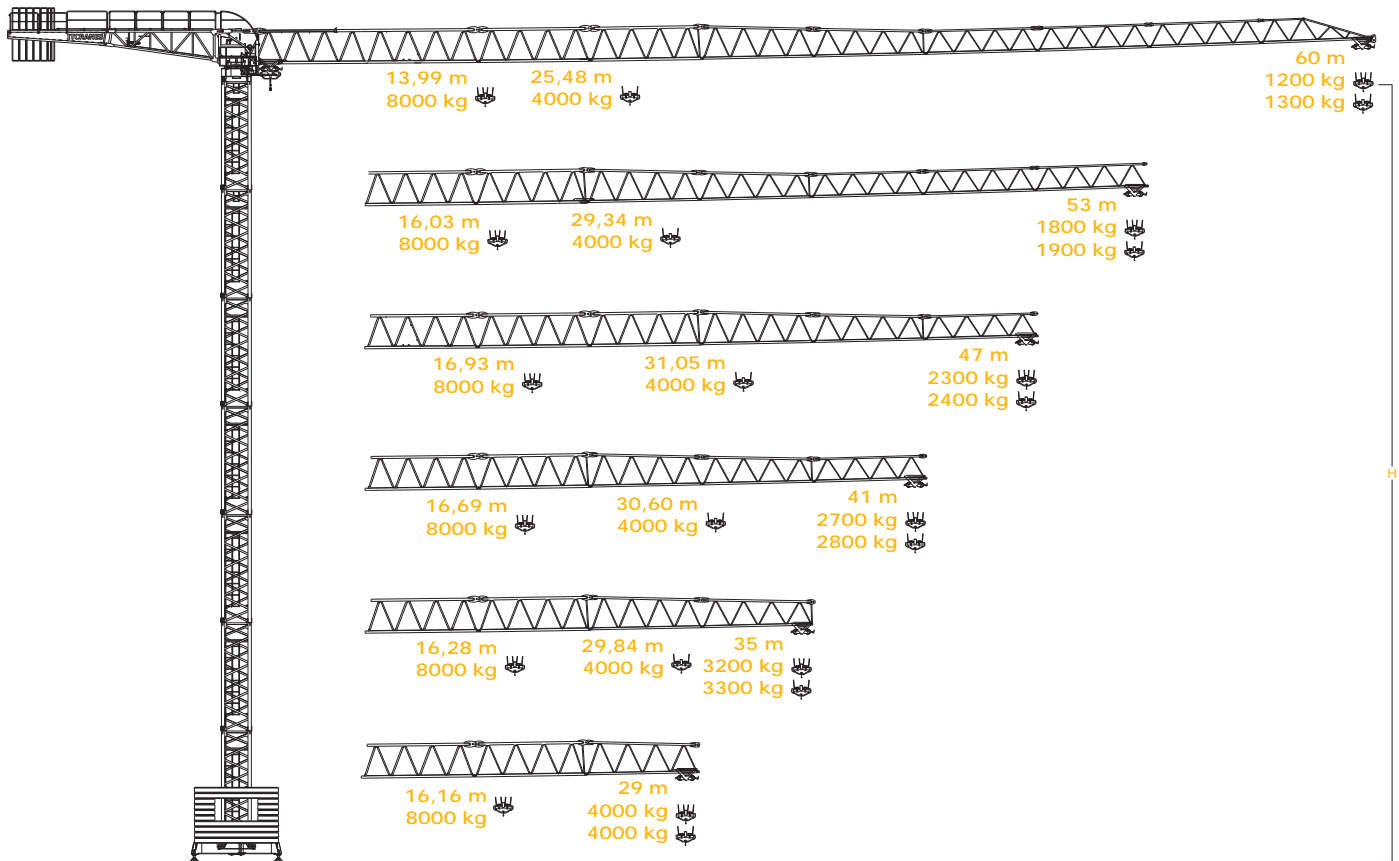 TTCRANES
13,99 m
8000 kg
25,48 m
4000 kg
60 m
1200 kg
1300 kg
16,03 m
8000 kg
29,34 m
4000 kg
53 m
1800 kg
1900 kg
16,93 m
8000 kg
31,05 m
4000 kg
47 m
2300 kg
2400 kg
H
16,69 m
8000 kg
30,60 m
4000 kg
41 m
2700 kg
2800 kg
16,28 m
8000 kg
29,84 m
4000 kg
35 m
3200 kg
3300 kg
16,16 m
8000 kg
29 m
4000 kg
4000 kg